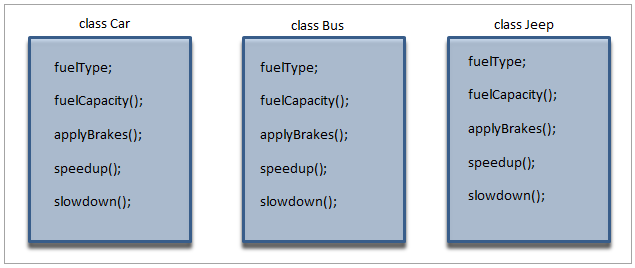 class Car
fuelType;
fuelCapacity();
applyBrakes();
speedup();
slowdown();
class Bus
fuelType;
fuelCapacity();
applyBrakes();
speedup();
slowdown();
class Jeep
fuelType;
fuelCapacity();
applyBrakes();
speedup();
slowdown();